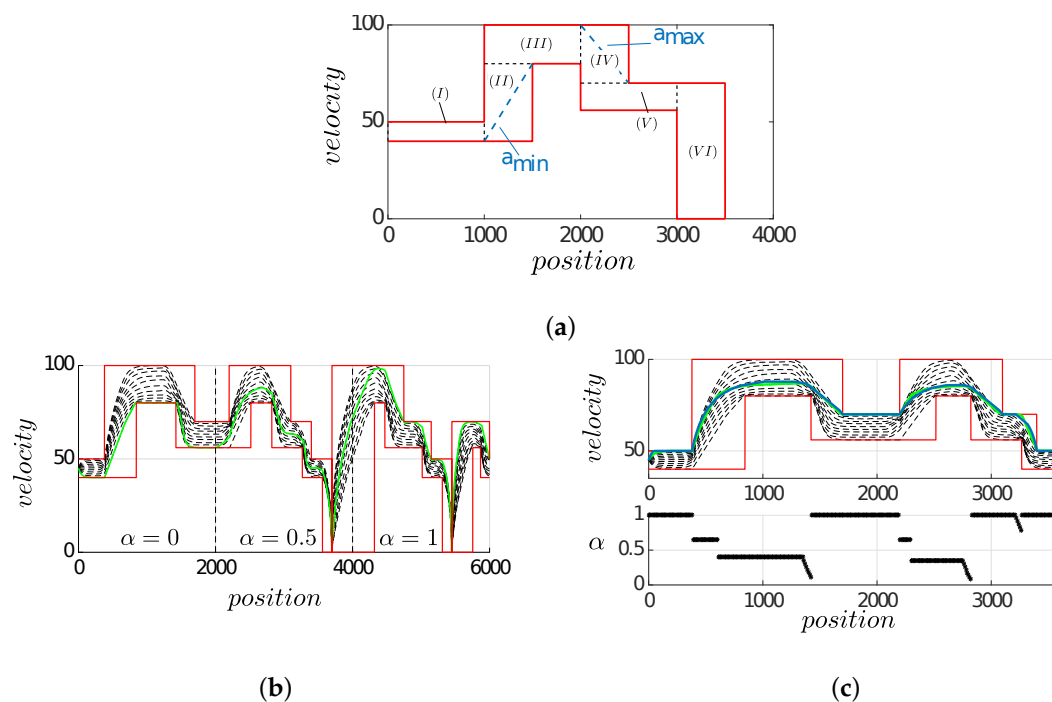 100
50
0
velocity
(I)
(II)
(III)
(IV)
(V)
(VI)
amax
amin
0 1000 2000 3000 4000
position
(a)
100
50
0
velocity
α = 0
α = 0.5
α = 1
0 2000 4000 6000
position
(b)
100
50
velocity
0 1000 2000 3000
1
0.5
0
α
0 1000 2000 3000
position
(c)